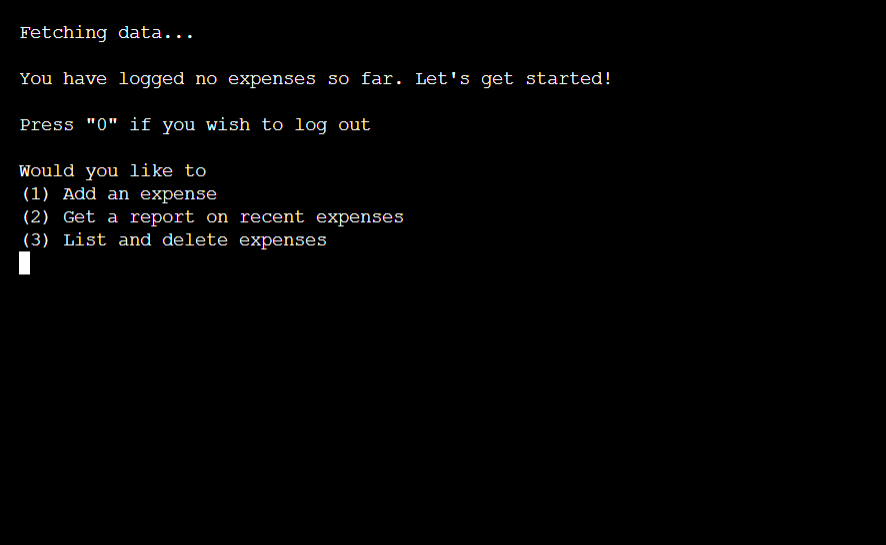 Fetching data...
You have logged no expenses so far. Let's get started!
Press "0" if you wish to log out
Would you like to
(1) Add an expense
(2) Get a report on recent expenses
(3) List and delete expenses